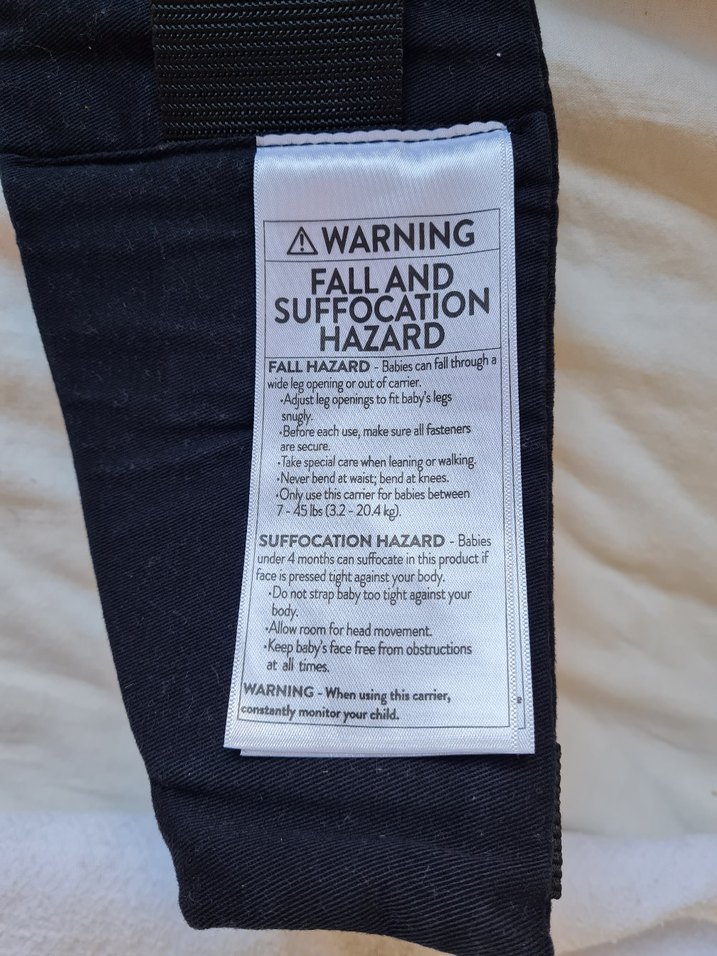 ⚠ WARNING
FALL AND
SUFFOCATION
HAZARD
FALL HAZARD - Babies can fall through a
wide leg opening or out of carrier.
·Adjust leg openings to fit baby's legs
snugly.
·Before each use, make sure all fasteners
are secure.
·Take special care when leaning or walking.
·Never bend at waist; bend at knees.
·Only use this carrier for babies between
7 - 45 lbs (3.2 - 20.4 kg).
SUFFOCATION HAZARD - Babies
under 4 months can suffocate in this product if
face is pressed tight against your body.
·Do not strap baby too tight against your
body.
·Allow room for head movement.
·Keep baby's face free from obstructions
at all times.
WARNING - When using this carrier,
constantly monitor your child.